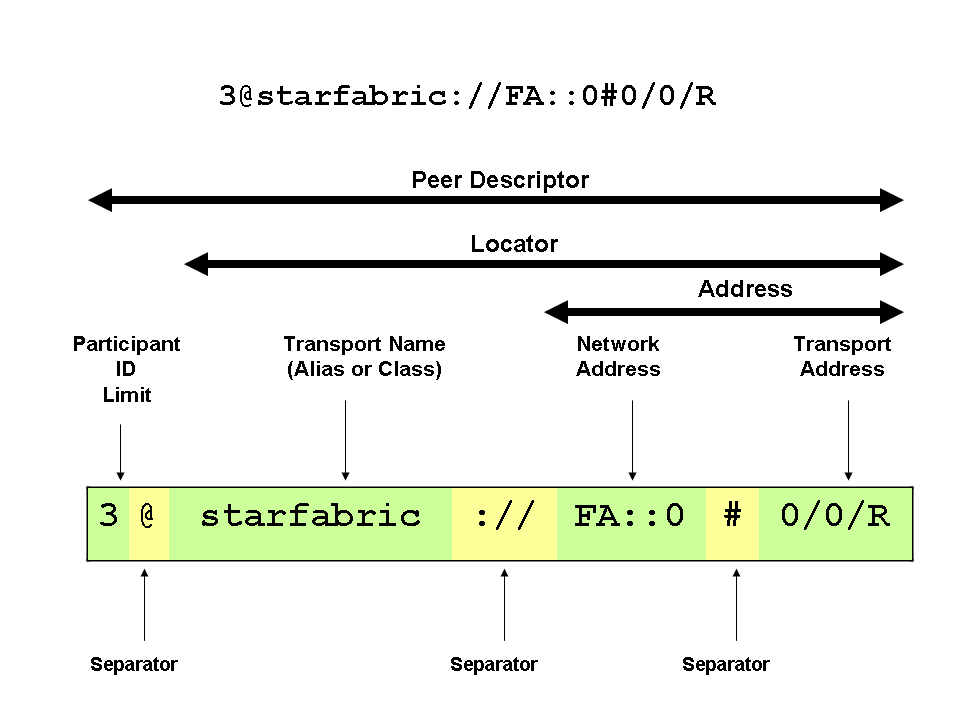 3@starfabric://FA::0#0/0/R
Peer Descriptor
Locator
Address
Participant
ID
Limit
Transport Name
(Alias or Class)
Network
Address
Transport
Address
3 @ starfabric :// FA::0 # 0/0/R
Separator
Separator
Separator